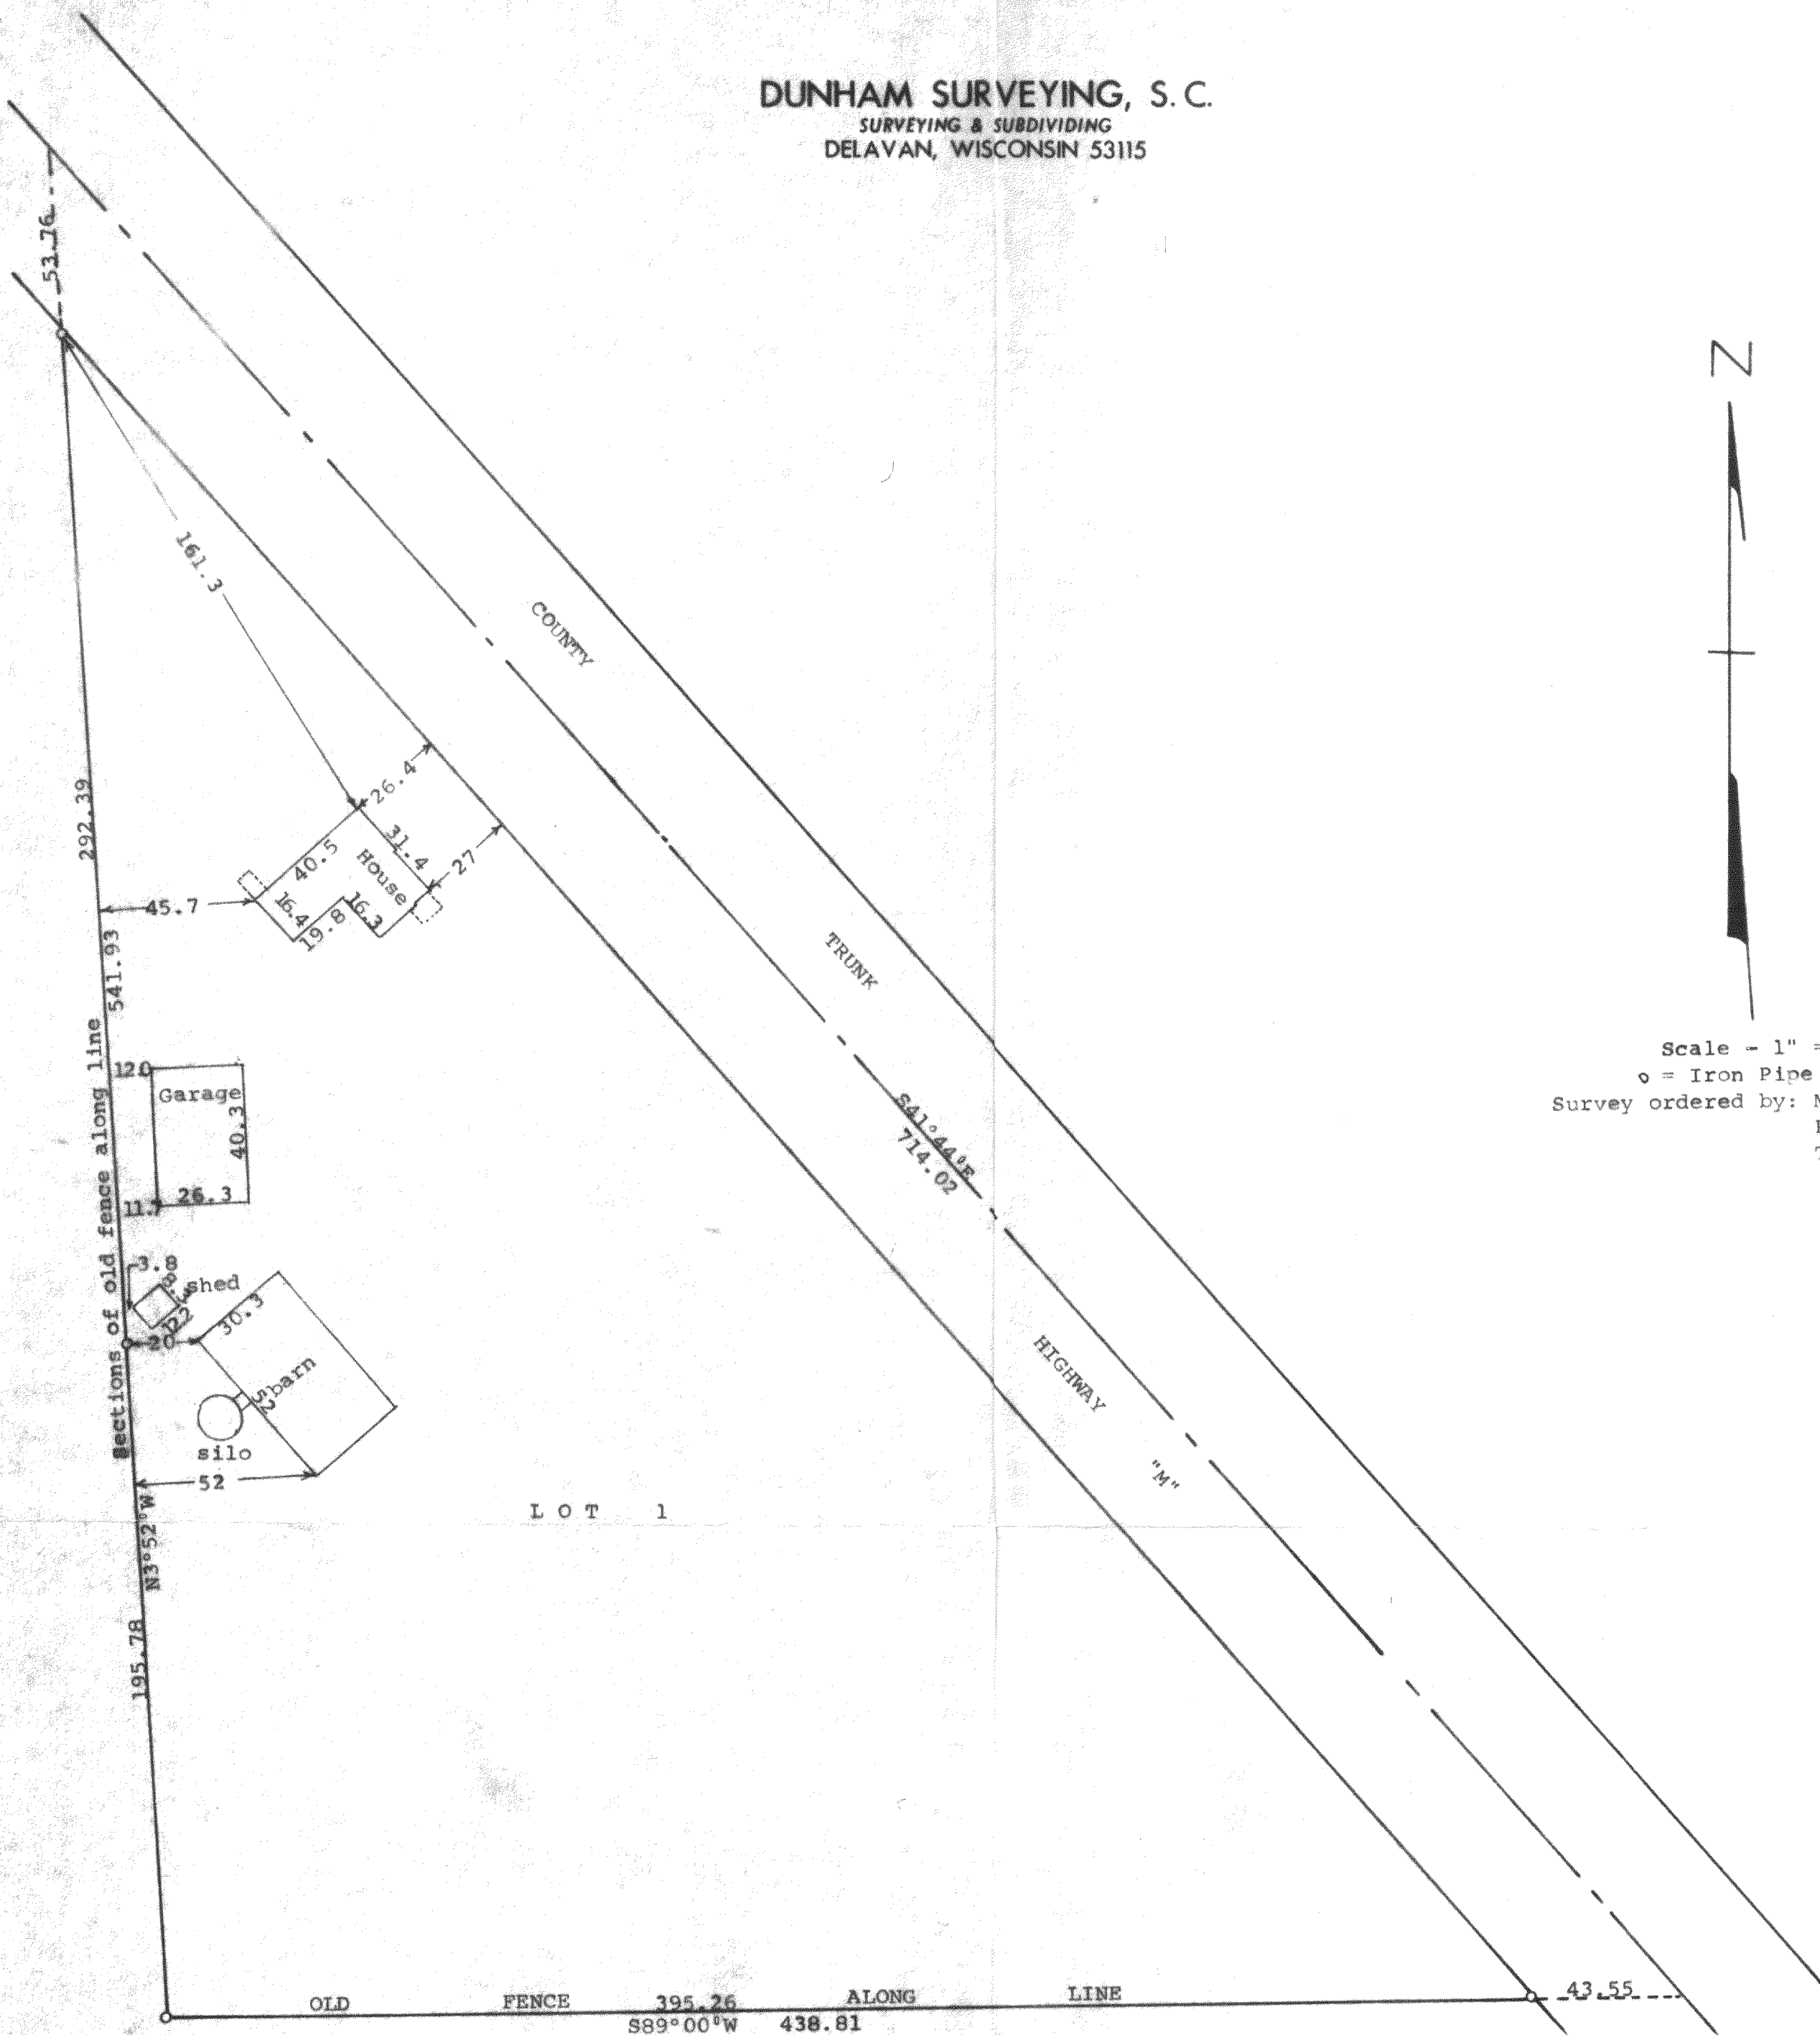 DUNHAM SURVEYING, S. C.
SURVEYING & SUBDIVIDING
DELAVAN, WISCONSIN 53115
N
53.76
161.3
COUNTY
292.39
26.4
31.4
40.5
House
27
45.7
16.4
19.8
16.3
541.93
TRUNK
Scale - 1" =
o = Iron Pipe
Survey ordered by:
Sections of old fence along line
12.0
Garage
40.3
S41°44'E
714.02
11.7
26.3
3.8
shed
20
30.3
barn
52
silo
52
HIGHWAY
"M"
LOT 1
N3°52'W
195.78
OLD FENCE 395.26 ALONG LINE
43.55
S89°00'W 438.81